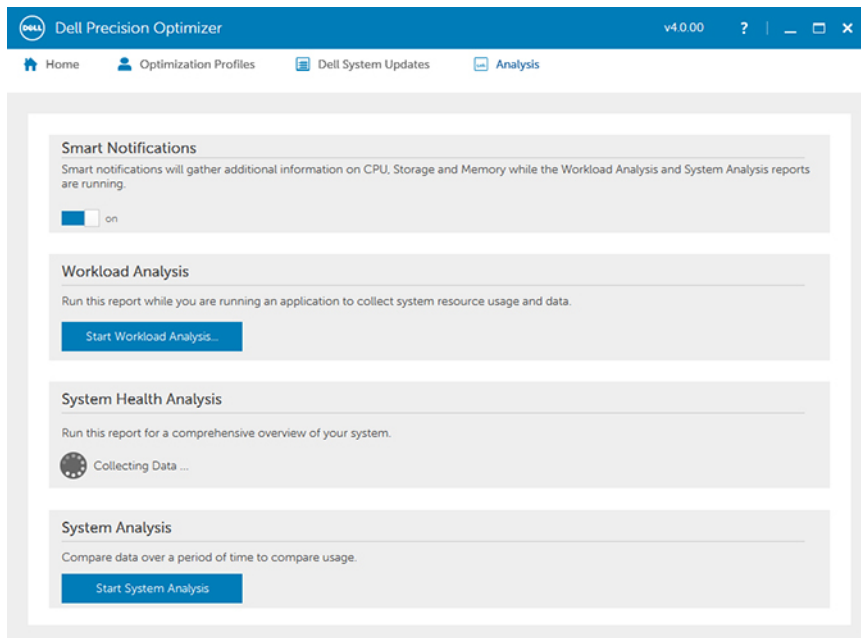 DELL Dell Precision Optimizer v4.0.00 ?
Home Optimization Profiles Dell System Updates Analysis
Smart Notifications
Smart notifications will gather additional information on CPU, Storage and Memory while the Workload Analysis and System Analysis reports
are running.
on
Workload Analysis
Run this report while you are running an application to collect system resource usage and data.
Start Workload Analysis...
System Health Analysis
Run this report for a comprehensive overview of your system.
Collecting Data ...
System Analysis
Compare data over a period of time to compare usage.
Start System Analysis